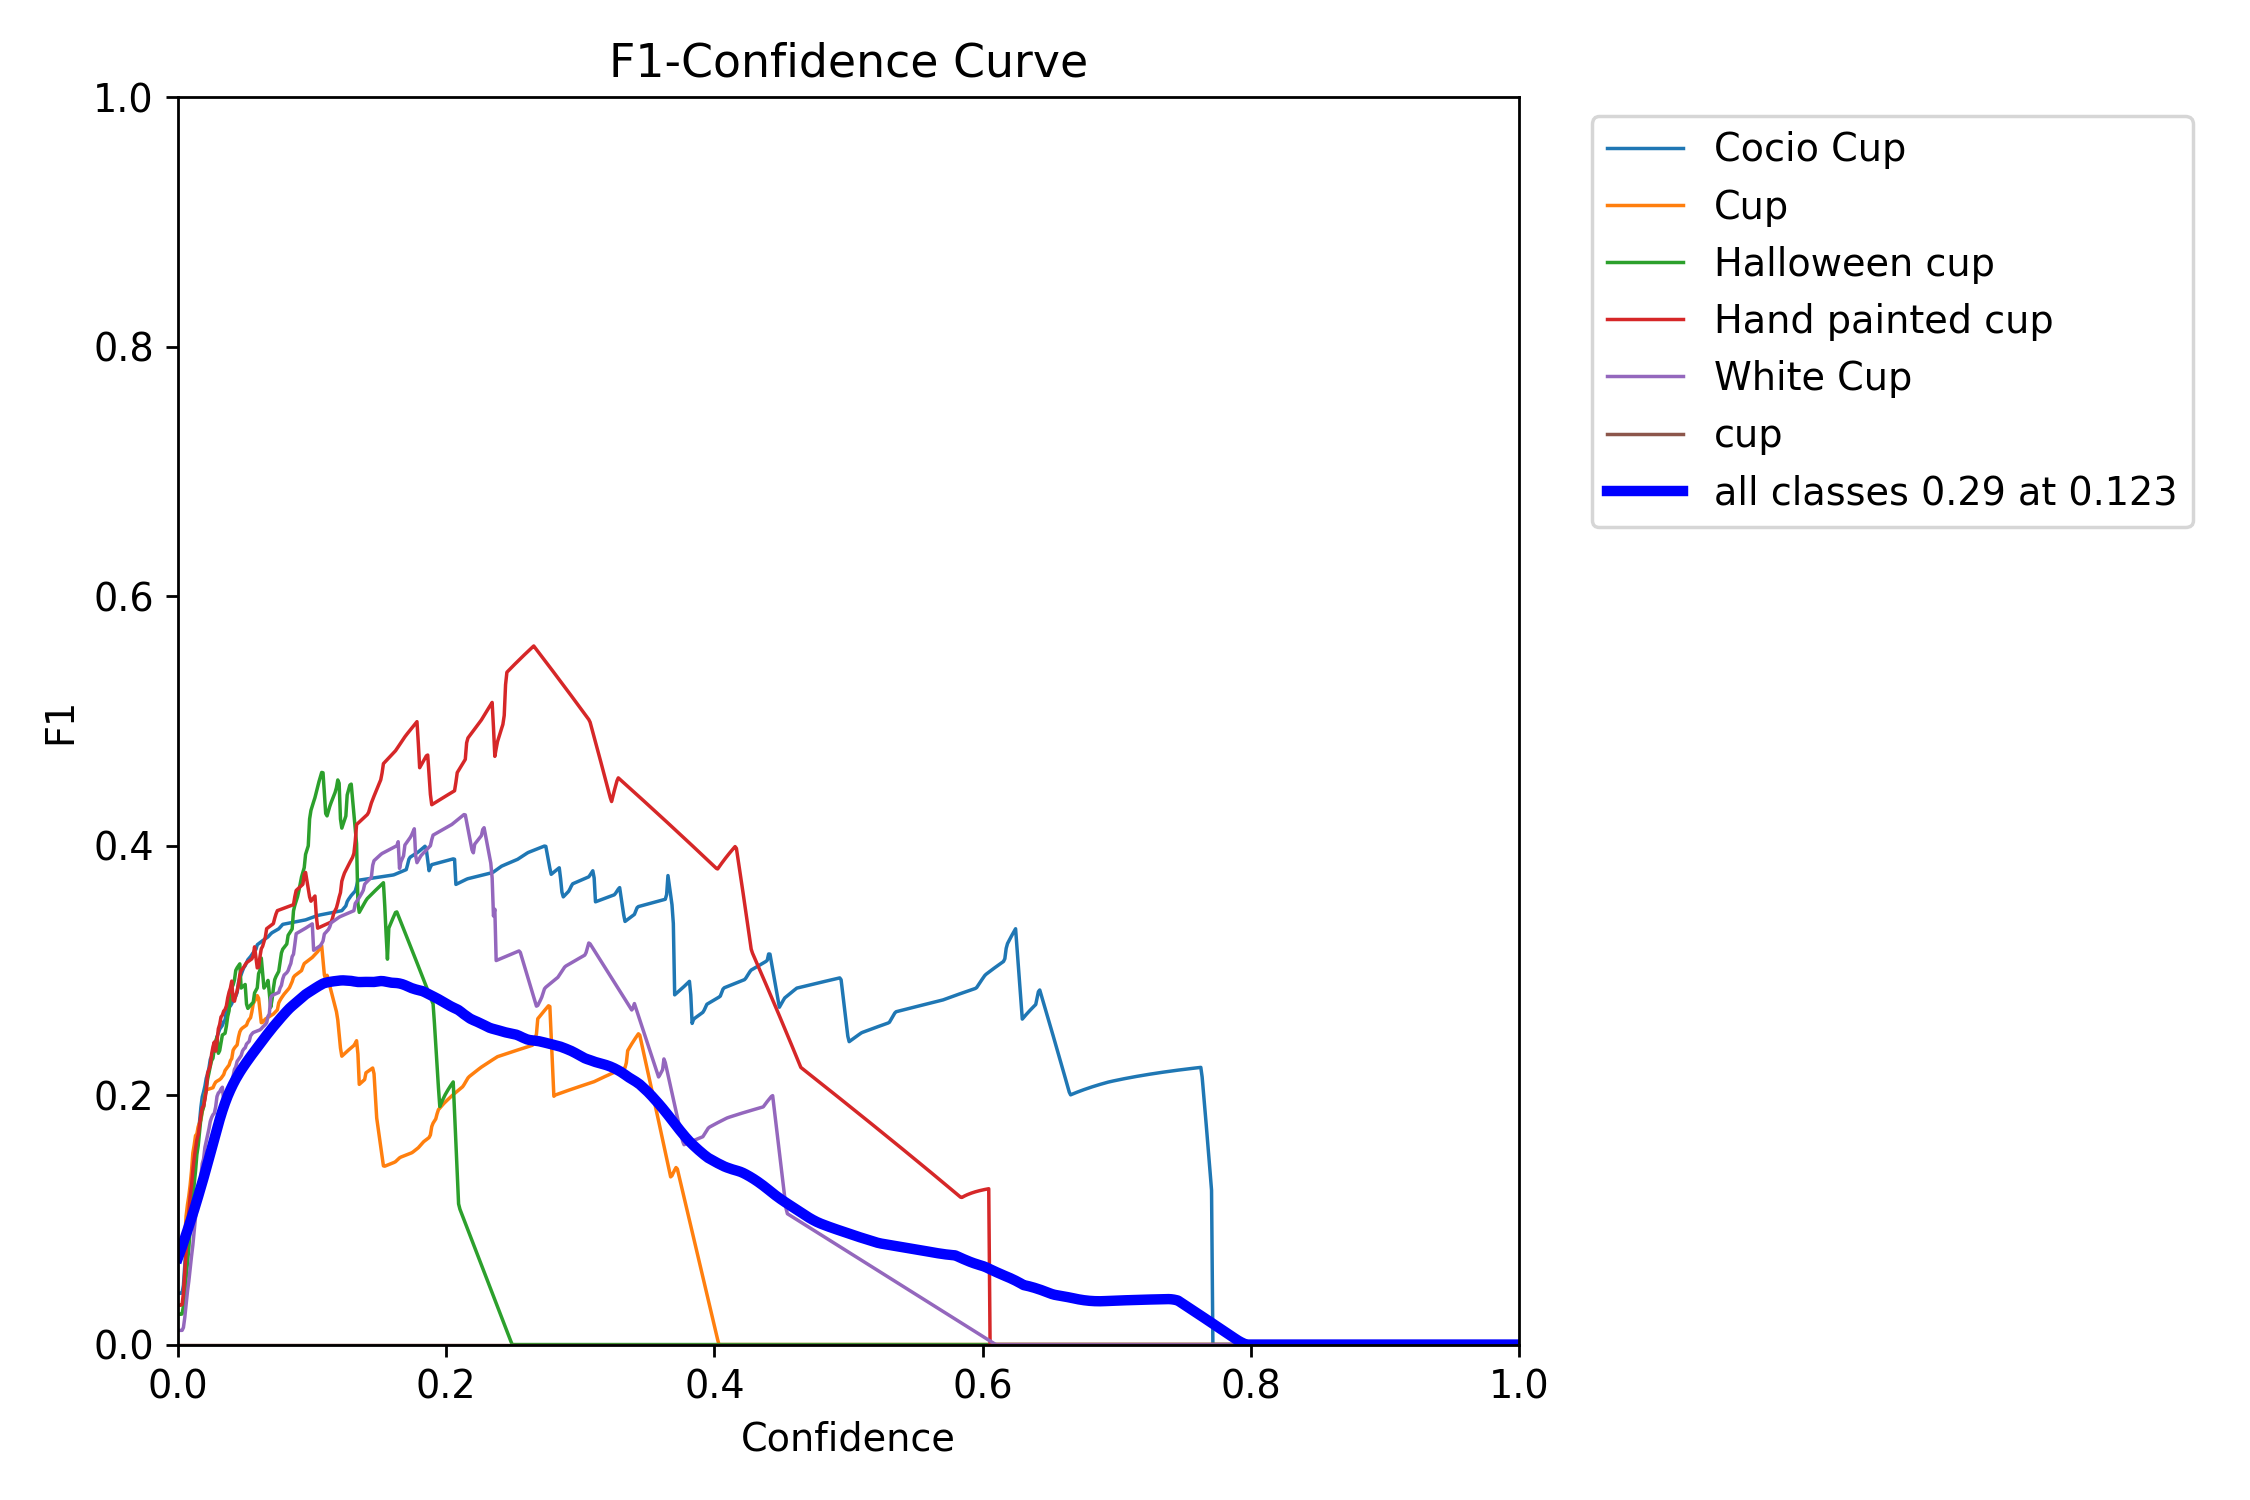 F1-Confidence Curve
1.0
0.8
0.6
0.4
0.2
0.0
F1
0.0 0.2 0.4 0.6 0.8 1.0
Confidence
Cocio Cup
Cup
Halloween cup
Hand painted cup
White Cup
cup
all classes 0.29 at 0.123